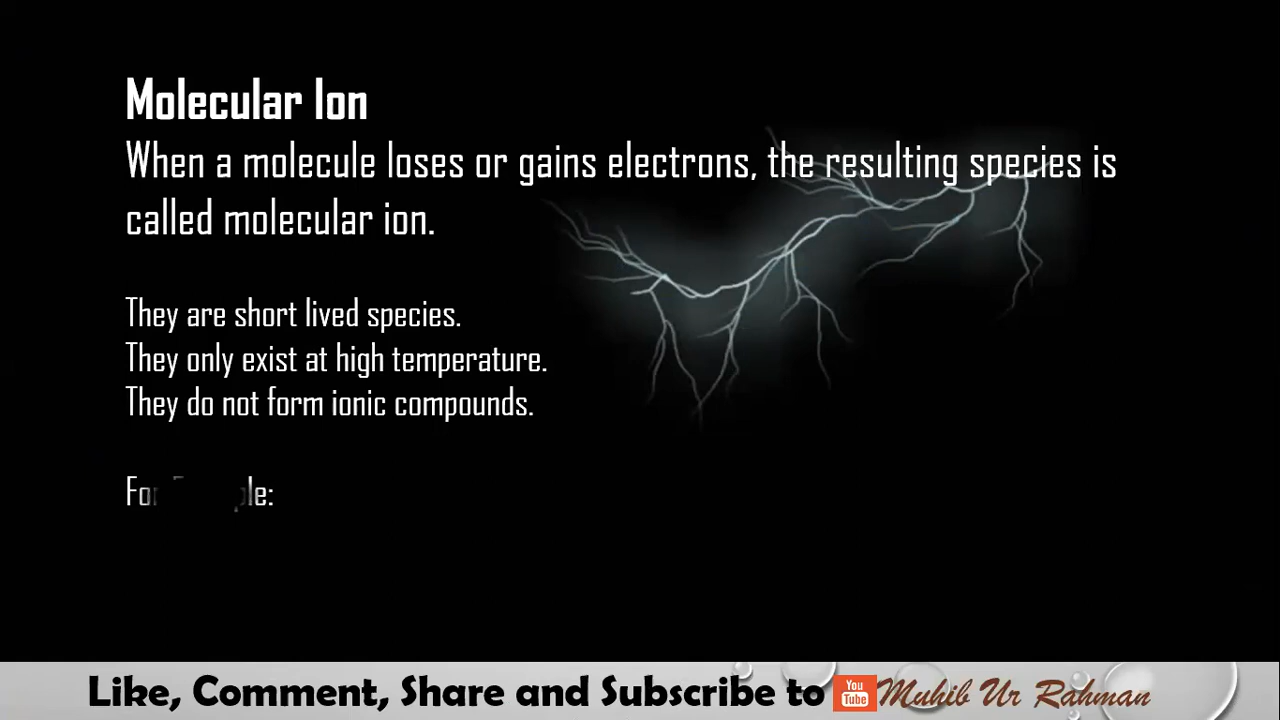 Molecular Ion
When a molecule loses or gains electrons, the resulting species is
called molecular ion.
They are short lived species.
They only exist at high temperature.
They do not form ionic compounds.
Like, Comment, Share and Subscribe to You Tube Muhib Ur Rahman